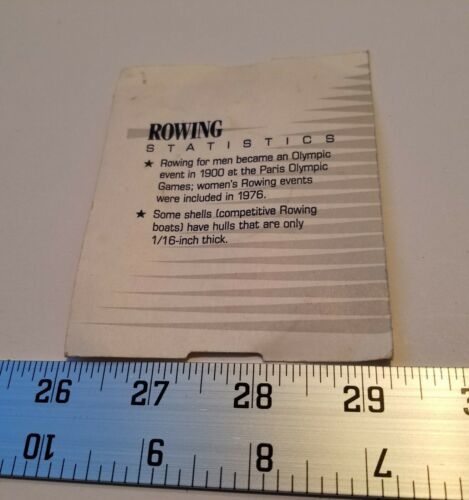 ROWING
STATISTICS
★ Rowing for men became an Olympic
event in 1900 at the Paris Olympic
Games; women's Rowing events
were included in 1976.
★ Some shells (competitive Rowing
boats) have hulls that are only
1/16-inch thick.
26 27 28 29
10 9 8 7